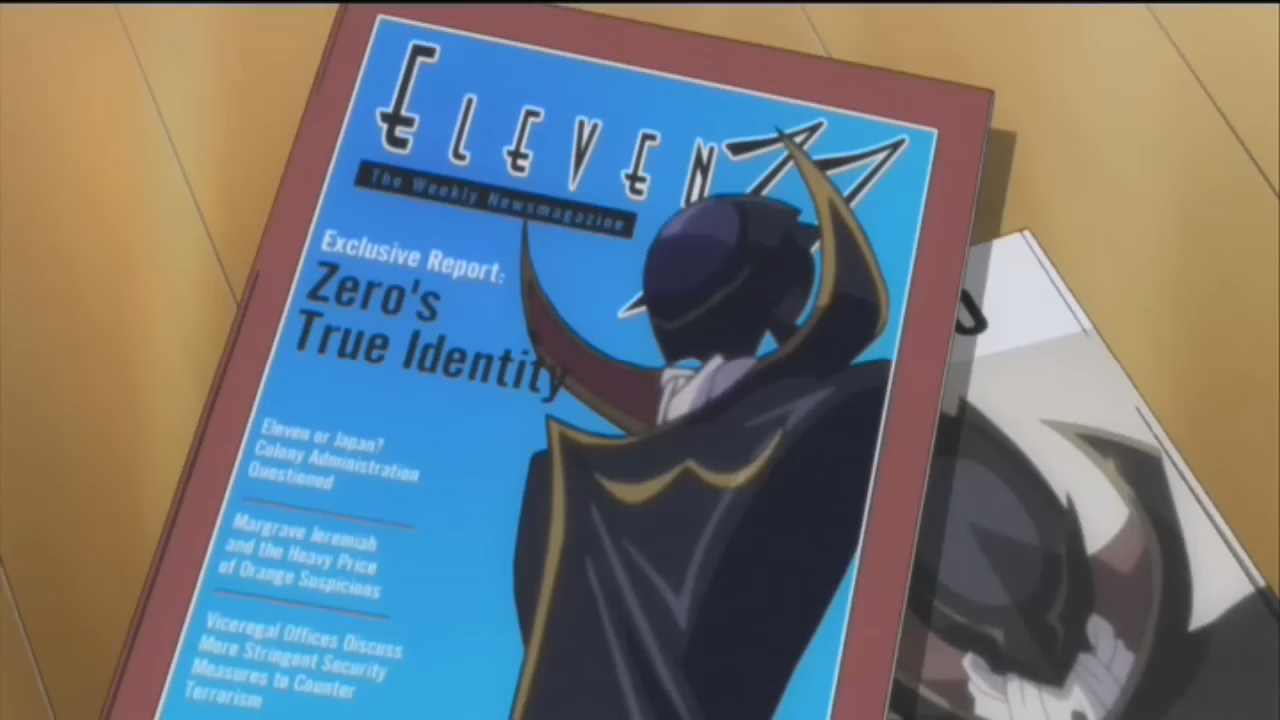 ELEVEN
The Weekly Newsmagazine
Exclusive Report:
Zero's
True Identity
Eleven or Japan?
Colony Administration
Questioned
Margrave Jeremiah
and the Heavy Price
of Orange Suspicions
Viceregal Offices Discuss
More Stringent Security
Measures to Counter
Terrorism